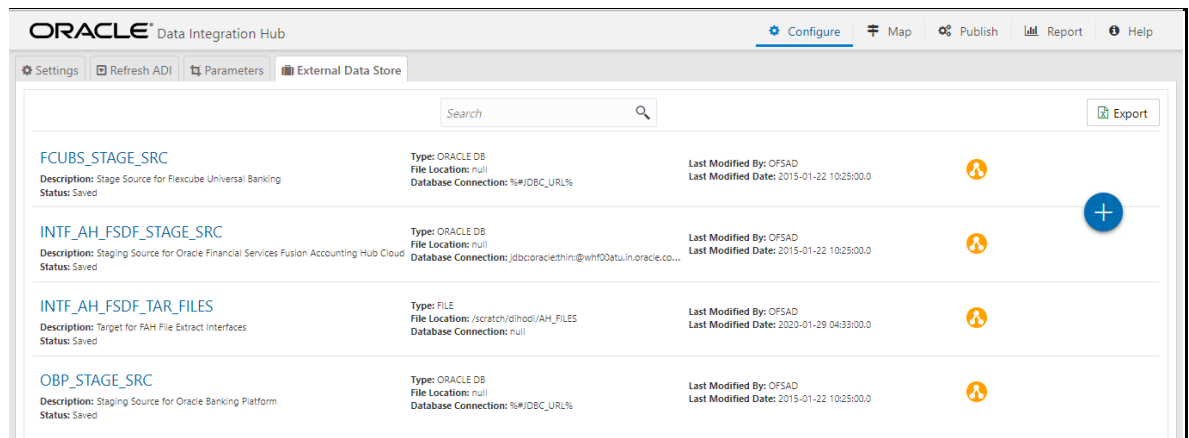 ORACLE® Data Integration Hub
Configure Map Publish Report Help
Settings Refresh ADI Parameters External Data Store
Search
Export
FCUBS_STAGE_SRC
Description: Stage Source for Flexcube Universal Banking
Status: Saved
Type: ORACLE DB
File Location: null
Database Connection: %#JDBC_URL%
Last Modified By: OFSAD
Last Modified Date: 2015-01-22 10:25:00.0
INTF_AH_FSDF_STAGE_SRC
Description: Staging Source for Oracle Financial Services Fusion Accounting Hub Cloud
Status: Saved
Type: ORACLE DB
File Location: null
Database Connection: jdbc:oracle:thin:@whf00atu.in.oracle.co...
Last Modified By: OFSAD
Last Modified Date: 2015-01-22 10:25:00.0
INTF_AH_FSDF_TAR_FILES
Description: Target for FAH File Extract Interfaces
Status: Saved
Type: FILE
File Location: /scratch/dihodi/AH_FILES
Database Connection: null
Last Modified By: OFSAD
Last Modified Date: 2020-01-29 04:33:00.0
OBP_STAGE_SRC
Description: Staging Source for Oracle Banking Platform
Status: Saved
Type: ORACLE DB
File Location: null
Database Connection: %#JDBC_URL%
Last Modified By: OFSAD
Last Modified Date: 2015-01-22 10:25:00.0